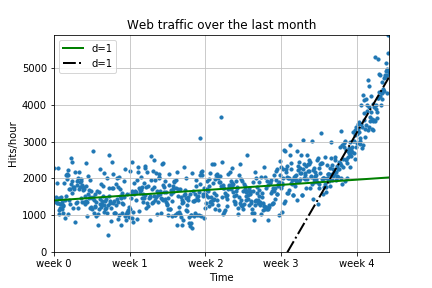 Web traffic over the last month
d=1
d=1
5000
4000
3000
2000
1000
0
Hits/hour
week 0 week 1 week 2 week 3 week 4
Time